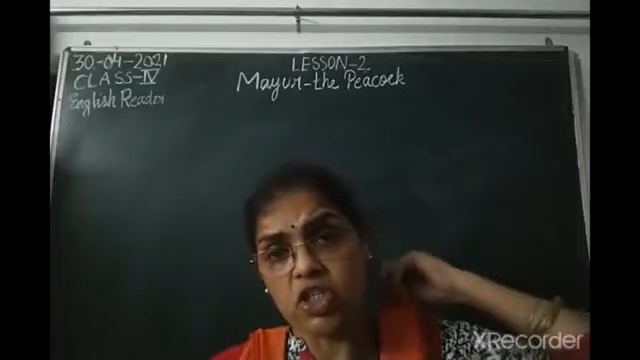 30-04-2021
CLASS-IV
English Reader
LESSON-2
Mayur-the Peacock
XRecorder